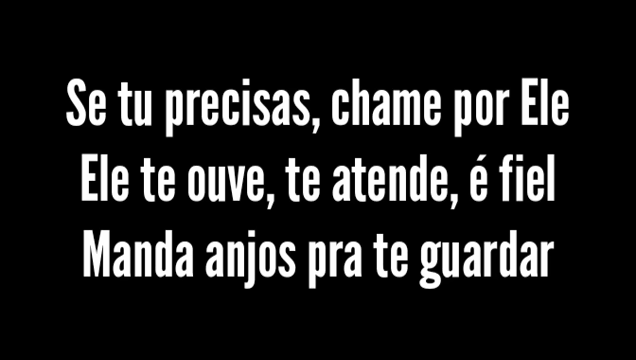 Se tu precisas, chame por Ele
Ele te ouve, te atende, é fiel
Manda anjos pra te guardar